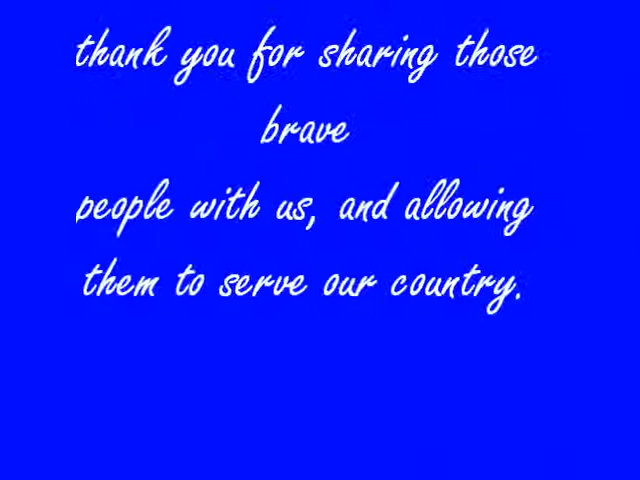 thank you for sharing those
brave
people with us, and allowing
them to serve our country.